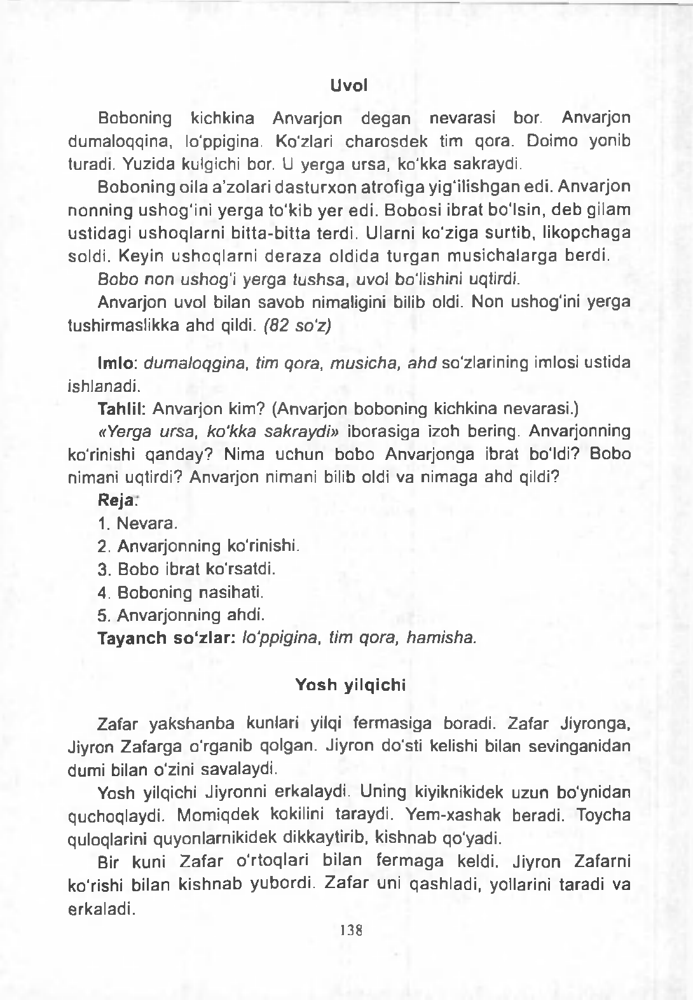 Uvol
Boboning kichkina Anvarjon degan nevarasi bor. Anvarjon
dumaloqqina, lo‘ppigina. Ko‘zlari charosdek tim qora. Doimo yonib
turadi. Yuzida kulgichi bor. U yerga ursa, ko‘kka sakraydi.
Boboning oila a’zolari dasturxon atrofiga yig‘ilishgan edi. Anvarjon
nonning ushog‘ini yerga to‘kib yer edi. Bobosi ibrat bo‘lsin, deb gilam
ustidagi ushoqlarni bitta-bitta terdi. Ularni ko‘ziga surtib, likopchaga
soldi. Keyin ushoqlarni deraza oldida turgan musichalarga berdi.
Bobo non ushog‘i yerga tushsa, uvol bo‘lishini uqtirdi.
Anvarjon uvol bilan savob nimaligini bilib oldi. Non ushog‘ini yerga
tushirmaslikka ahd qildi. (82 so‘z)
Imlo: dumaloqgina, tim qora, musicha, ahd so‘zlarining imlosi ustida
ishlanadi.
Tahlil: Anvarjon kim? (Anvarjon boboning kichkina nevarasi.)
«Yerga ursa, ko‘kka sakraydi» iborasiga izoh bering. Anvarjonning
ko‘rinishi qanday? Nima uchun bobo Anvarjonga ibrat bo‘ldi? Bobo
nimani uqtirdi? Anvarjon nimani bilib oldi va nimaga ahd qildi?
Reja:
1. Nevara.
2. Anvarjonning ko‘rinishi.
3. Bobo ibrat ko‘rsatdi.
4. Boboning nasihati.
5. Anvarjonning ahdi.
Tayanch so‘zlar: lo‘ppigina, tim qora, hamisha.
Yosh yilqichi
Zafar yakshanba kunlari yilqi fermasiga boradi. Zafar Jiyronga,
Jiyron Zafarga o‘rganib qolgan. Jiyron do‘sti kelishi bilan sevinganidan
dumi bilan o‘zini savalaydi.
Yosh yilqichi Jiyronni erkalaydi. Uning kiyiknikidek uzun bo‘ynidan
quchoqlaydi. Momiqdek kokilini taraydi. Yem-xashak beradi. Toycha
quloqlarini quyonlarnikidek dikkaytirib, kishnab qo‘yadi.
Bir kuni Zafar o‘rtoqlari bilan fermaga keldi. Jiyron Zafarni
ko‘rishi bilan kishnab yubordi. Zafar uni qashladi, yollarini taradi va
erkaladi.
138